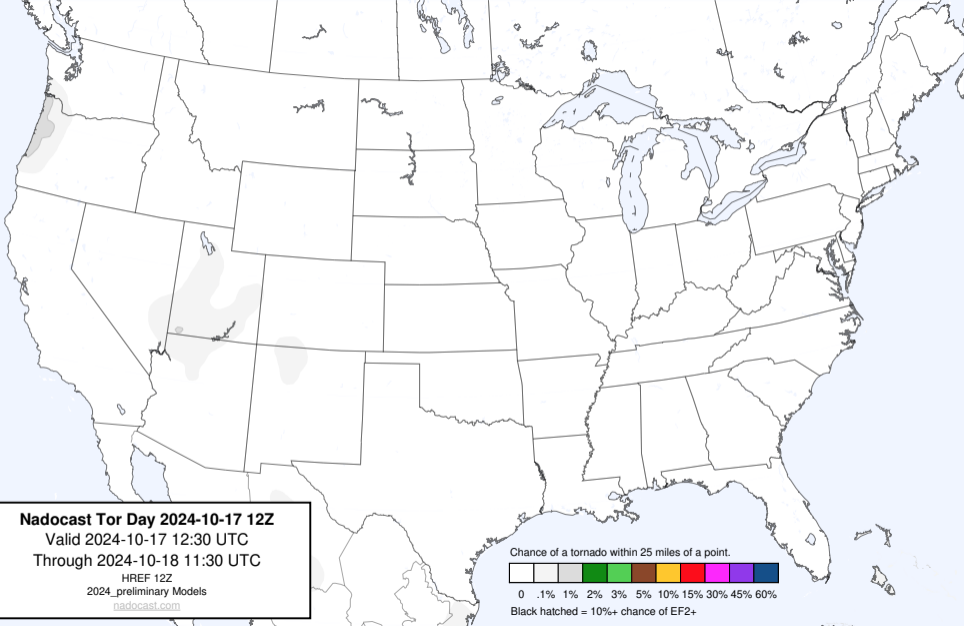 Nadocast Tor Day 2024-10-17 12Z
Valid 2024-10-17 12:30 UTC
Through 2024-10-18 11:30 UTC
HREF 12Z
2024_preliminary Models
nadocast.com
Chance of a tornado within 25 miles of a point.
0 .1% 1% 2% 3% 5% 10% 15% 30% 45% 60%
Black hatched = 10%+ chance of EF2+